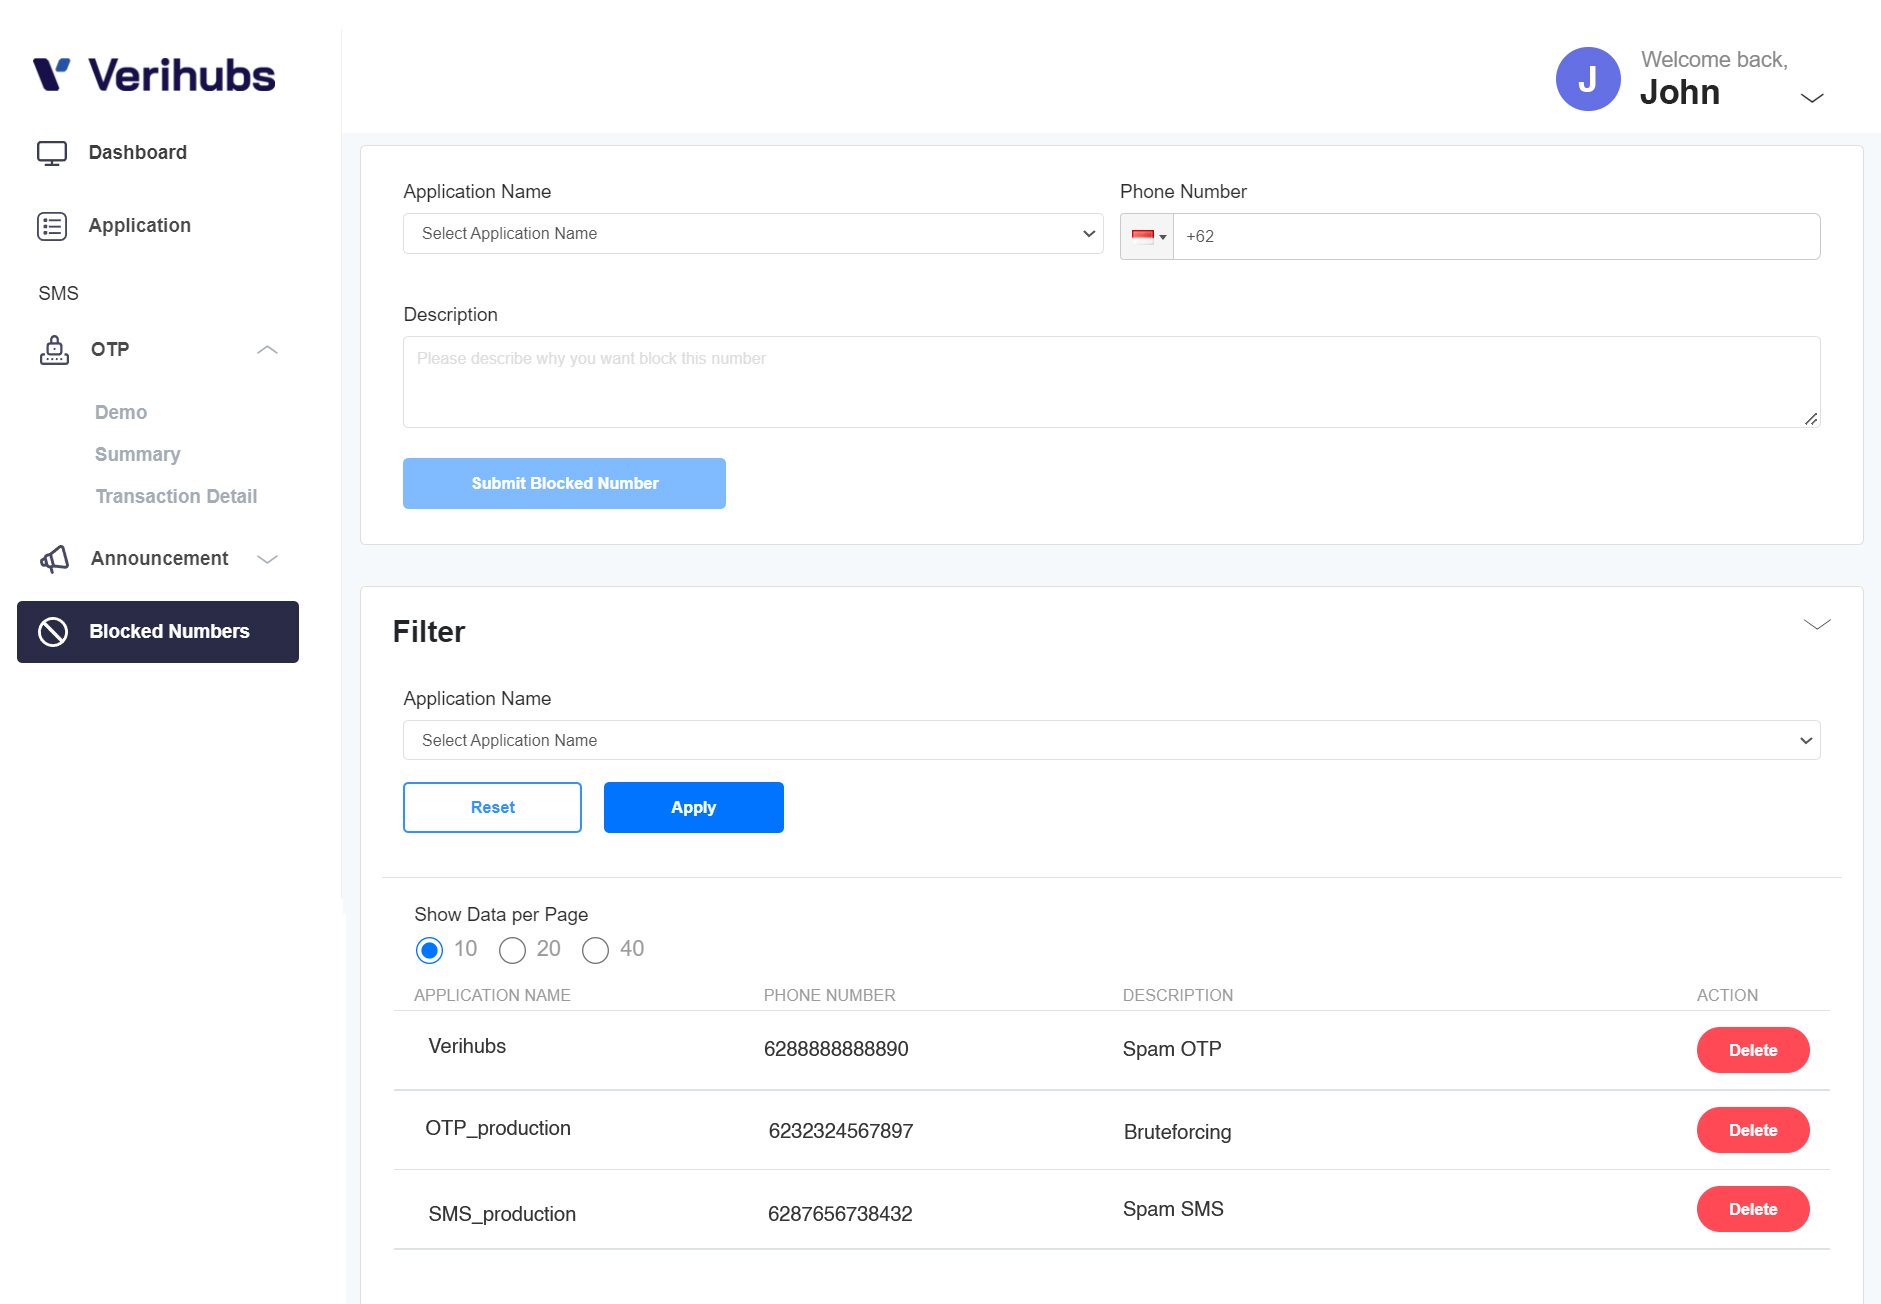 Verihubs
Welcome back,
J
John
Dashboard
Application
SMS
OTP
Demo
Summary
Transaction Detail
Announcement
Blocked Numbers
Application Name
Phone Number
Select Application Name
+62
Description
Please describe why you want block this number
Submit Blocked Number
Filter
Application Name
Select Application Name
Reset
Apply
Show Data per Page
10
20
40
APPLICATION NAME
PHONE NUMBER
DESCRIPTION
ACTION
Verihubs
6288888888890
Spam OTP
Delete
OTP_production
6232324567897
Bruteforcing
Delete
SMS_production
6287656738432
Spam SMS
Delete